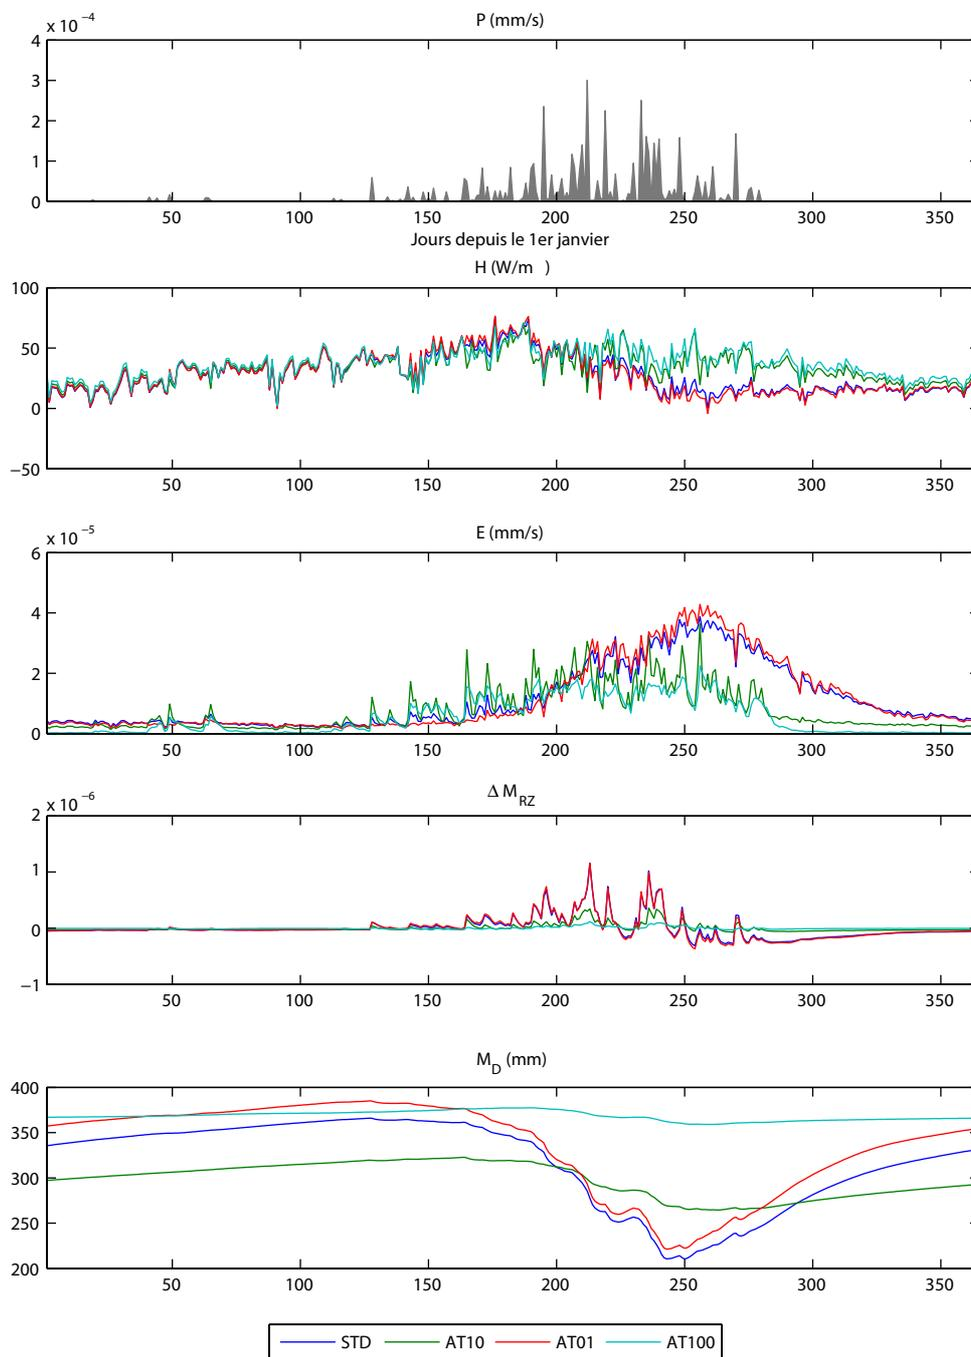 P (mm/s)
x 10 −4
4
3
2
1
0
50 100 150 200 250 300 350
Jours depuis le 1er janvier
H (W/m )
100
50
0
−50
50 100 150 200 250 300 350
E (mm/s)
x 10 −5
6
4
2
0
50 100 150 200 250 300 350
Δ M RZ
x 10 −6
2
1
0
−1
50 100 150 200 250 300 350
M D (mm)
400
350
300
250
200
50 100 150 200 250 300 350
STD AT10 AT01 AT100